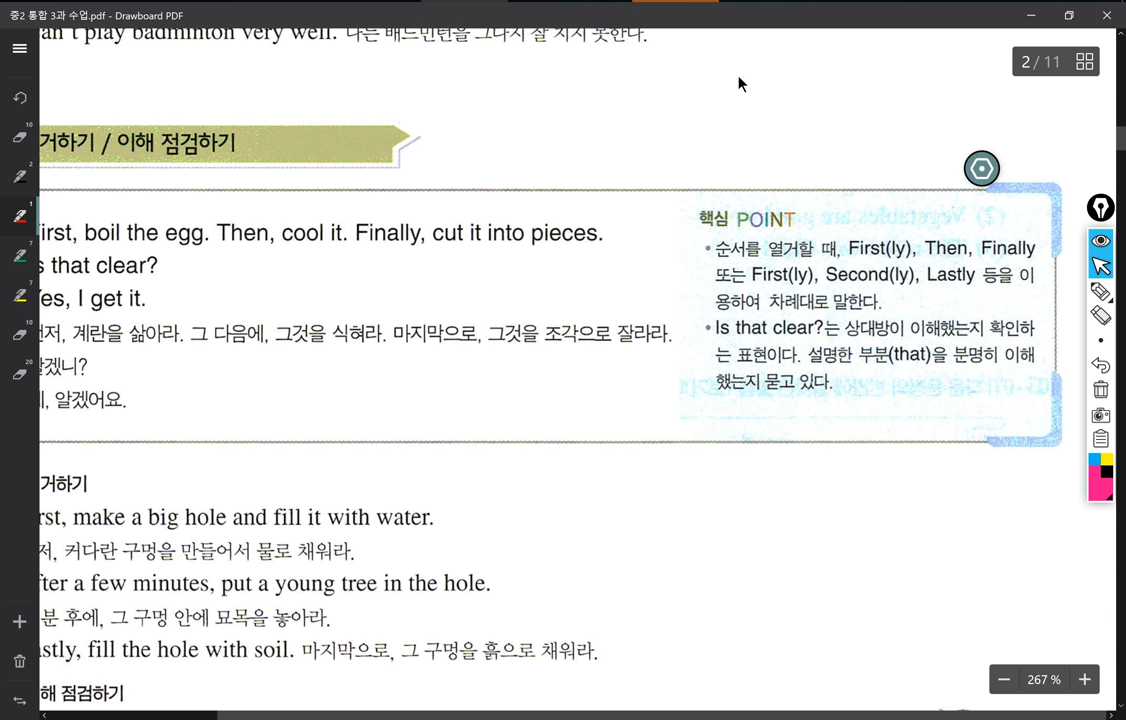 중2 통합 3과 수업.pdf - Drawboard PDF
can't play badminton very well. 나는 배드민턴을 그다지 잘 치지 못한다.
2 / 11
거하기 / 이해 점검하기
irst, boil the egg. Then, cool it. Finally, cut it into pieces.
s that clear?
Yes, I get it.
먼저, 계란을 삶아라. 그 다음에, 그것을 식혀라. 마지막으로, 그것을 조각으로 잘라라.
알겠니?
네, 알겠어요.
핵심 POINT
• 순서를 열거할 때, First(ly), Then, Finally
또는 First(ly), Second(ly), Lastly 등을 이
용하여 차례대로 말한다.
• Is that clear?는 상대방이 이해했는지 확인하
는 표현이다. 설명한 부분(that)을 분명히 이해
했는지 묻고 있다.
거하기
rst, make a big hole and fill it with water.
저, 커다란 구멍을 만들어서 물로 채워라.
fter a few minutes, put a young tree in the hole.
분 후에, 그 구멍 안에 묘목을 놓아라.
astly, fill the hole with soil. 마지막으로, 그 구멍을 흙으로 채워라.
해 점검하기
267 %
10
2
1
7
7
10
20